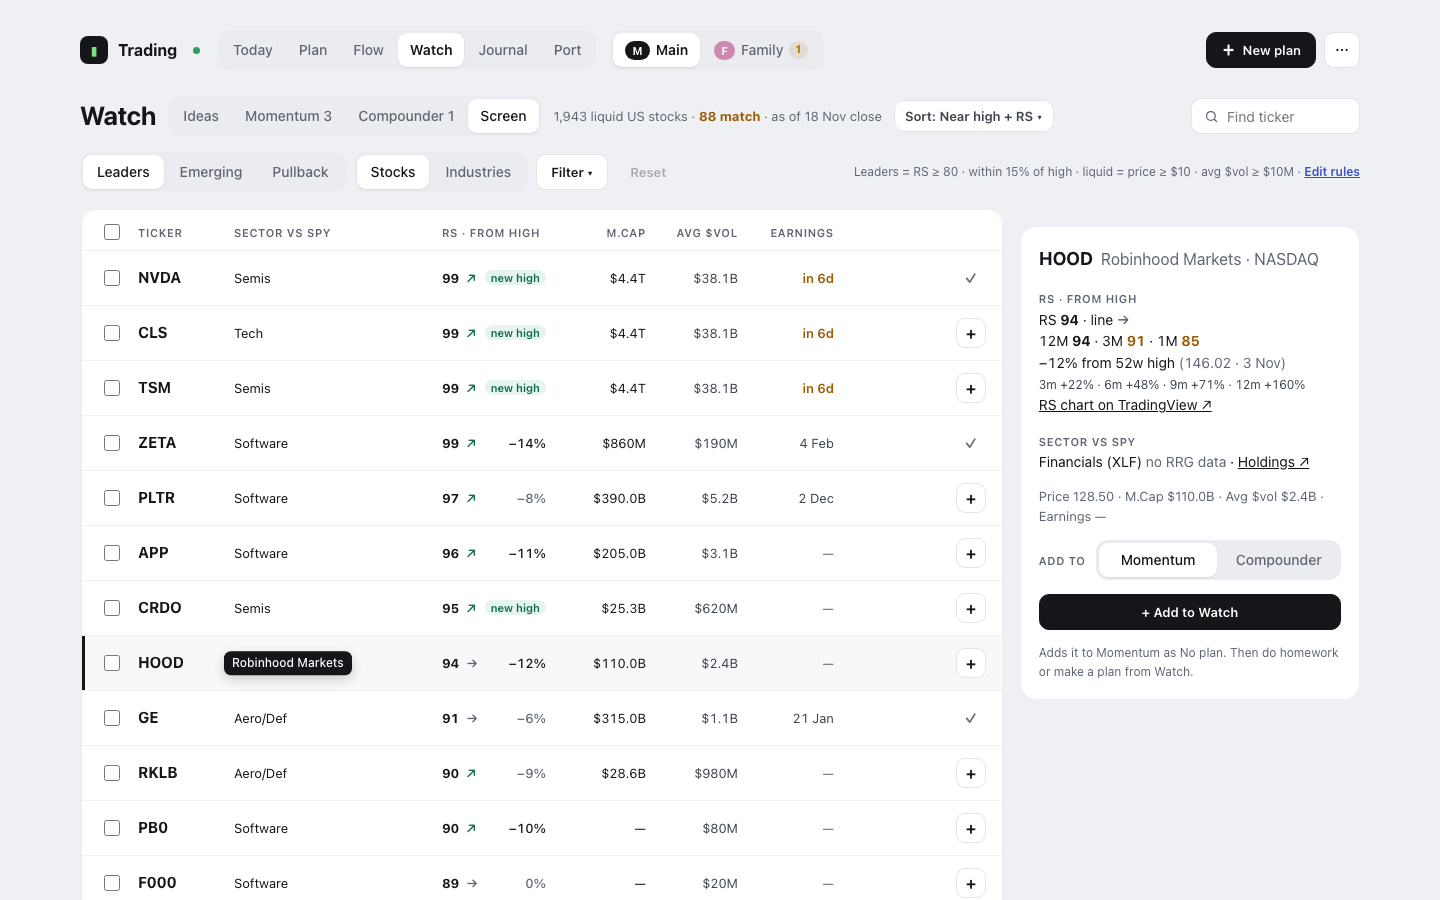 Trading Today Plan Flow Watch Journal Port M Main F Family 1 + New plan ···
Watch Ideas Momentum 3 Compounder 1 Screen 1,943 liquid US stocks · 88 match · as of 18 Nov close Sort: Near high + RS ▾ Find ticker
Leaders Emerging Pullback Stocks Industries Filter ▾ Reset Leaders = RS ≥ 80 · within 15% of high · liquid = price ≥ $10 · avg $vol ≥ $10M · Edit rules
TICKER SECTOR VS SPY RS · FROM HIGH M.CAP AVG $VOL EARNINGS
NVDA Semis 99 ↗ new high $4.4T $38.1B in 6d ✓
CLS Tech 99 ↗ new high $4.4T $38.1B in 6d +
TSM Semis 99 ↗ new high $4.4T $38.1B in 6d +
ZETA Software 99 ↗ −14% $860M $190M 4 Feb ✓
PLTR Software 97 ↗ −8% $390.0B $5.2B 2 Dec +
APP Software 96 ↗ −11% $205.0B $3.1B — +
CRDO Semis 95 ↗ new high $25.3B $620M — +
HOOD Robinhood Markets 94 → −12% $110.0B $2.4B — +
GE Aero/Def 91 → −6% $315.0B $1.1B 21 Jan ✓
RKLB Aero/Def 90 ↗ −9% $28.6B $980M — +
PB0 Software 90 ↗ −10% — $80M — +
F000 Software 89 → 0% — $20M — +
HOOD Robinhood Markets · NASDAQ
RS · FROM HIGH
RS 94 · line →
12M 94 · 3M 91 · 1M 85
−12% from 52w high (146.02 · 3 Nov)
3m +22% · 6m +48% · 9m +71% · 12m +160%
RS chart on TradingView ↗
SECTOR VS SPY
Financials (XLF) no RRG data · Holdings ↗
Price 128.50 · M.Cap $110.0B · Avg $vol $2.4B ·
Earnings —
ADD TO Momentum Compounder
+ Add to Watch
Adds it to Momentum as No plan. Then do homework
or make a plan from Watch.